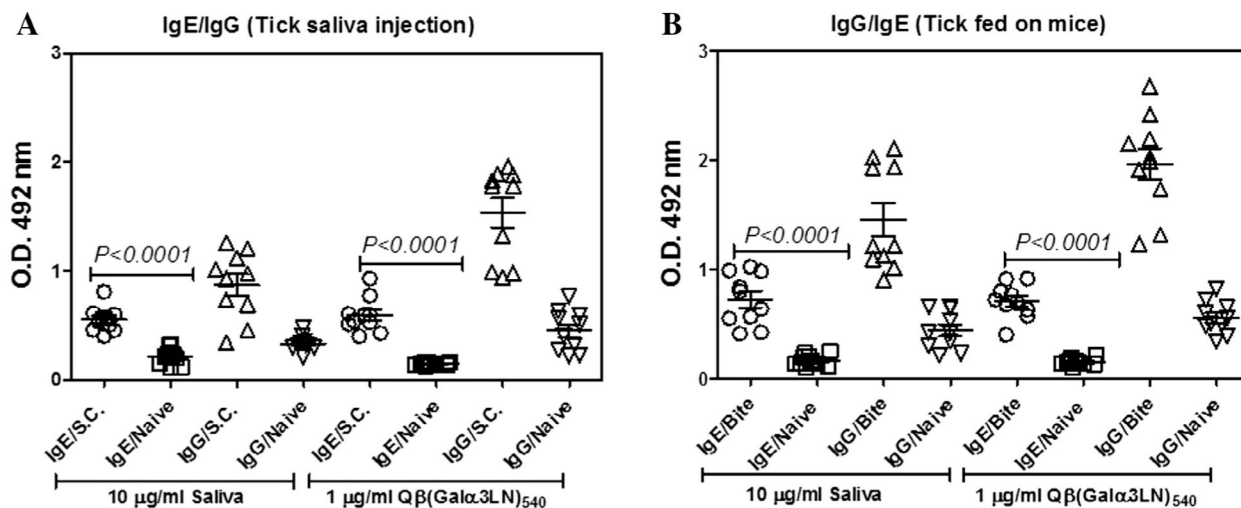 A
IgE/IgG (Tick saliva injection)
3
2
1
0
O.D. 492 nm
P<0.0001
P<0.0001
IgE/S.C.
IgE/Naive
IgG/S.C.
IgG/Naive
IgE/S.C.
IgE/Naive
IgG/S.C.
IgG/Naive
10 µg/ml Saliva
1 µg/ml Qβ(Galα3LN)540
B
IgG/IgE (Tick fed on mice)
3
2
1
0
O.D. 492 nm
P<0.0001
P<0.0001
IgE/Bite
IgE/Naive
IgG/Bite
IgG/Naive
IgE/Bite
IgE/Naive
IgG/Bite
IgG/Naive
10 µg/ml Saliva
1 µg/ml Qβ(Galα3LN)540